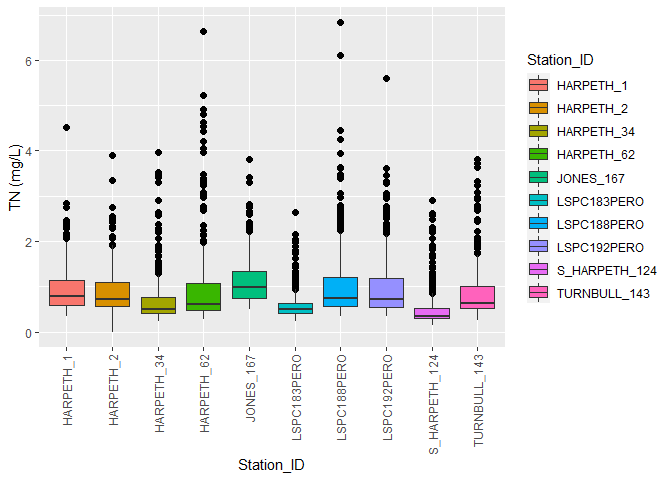 TN (mg/L)
6
4
2
0
HARPETH_1
HARPETH_2
HARPETH_34
HARPETH_62
JONES_167
LSPC183PERO
LSPC188PERO
LSPC192PERO
S_HARPETH_124
TURNBULL_143
Station_ID
Station_ID
HARPETH_1
HARPETH_2
HARPETH_34
HARPETH_62
JONES_167
LSPC183PERO
LSPC188PERO
LSPC192PERO
S_HARPETH_124
TURNBULL_143